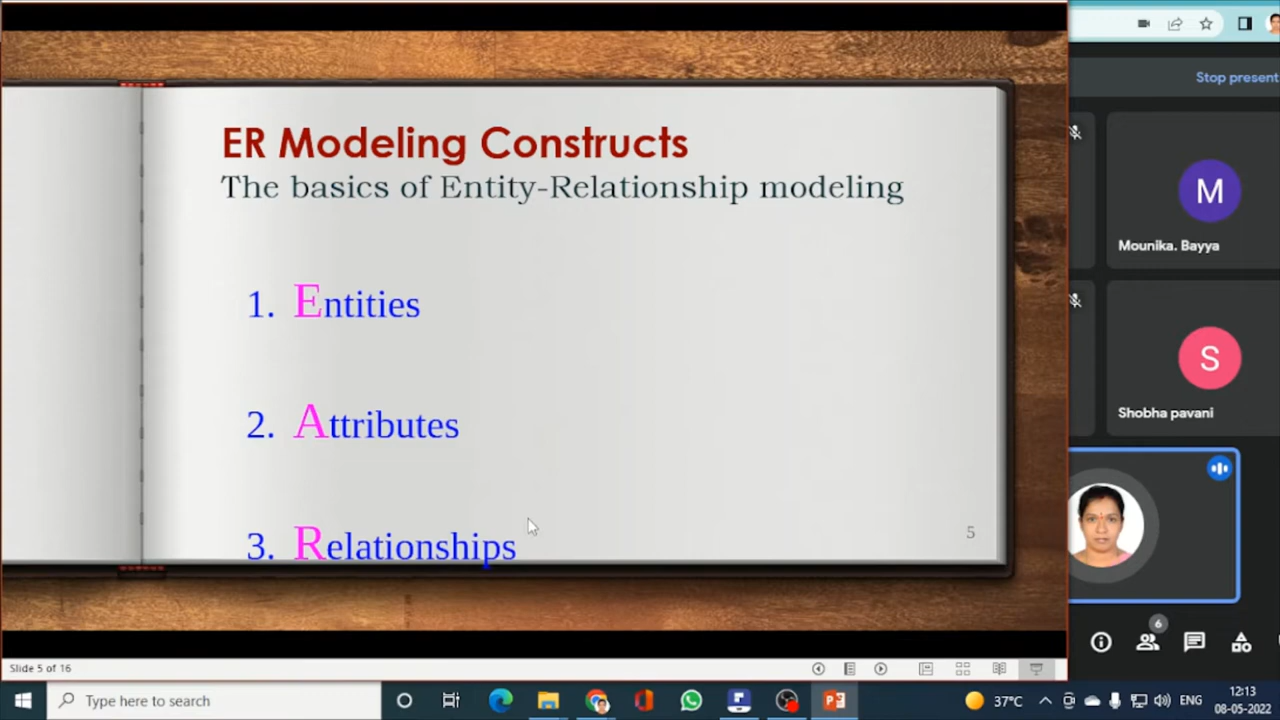 ER Modeling Constructs
The basics of Entity-Relationship modeling
1. Entities
2. Attributes
3. Relationships
5
Stop present
M
Mounika. Bayya
S
Shobha pavani
6
Slide 5 of 16
Type here to search
37°C
ENG
12:13
08-05-2022